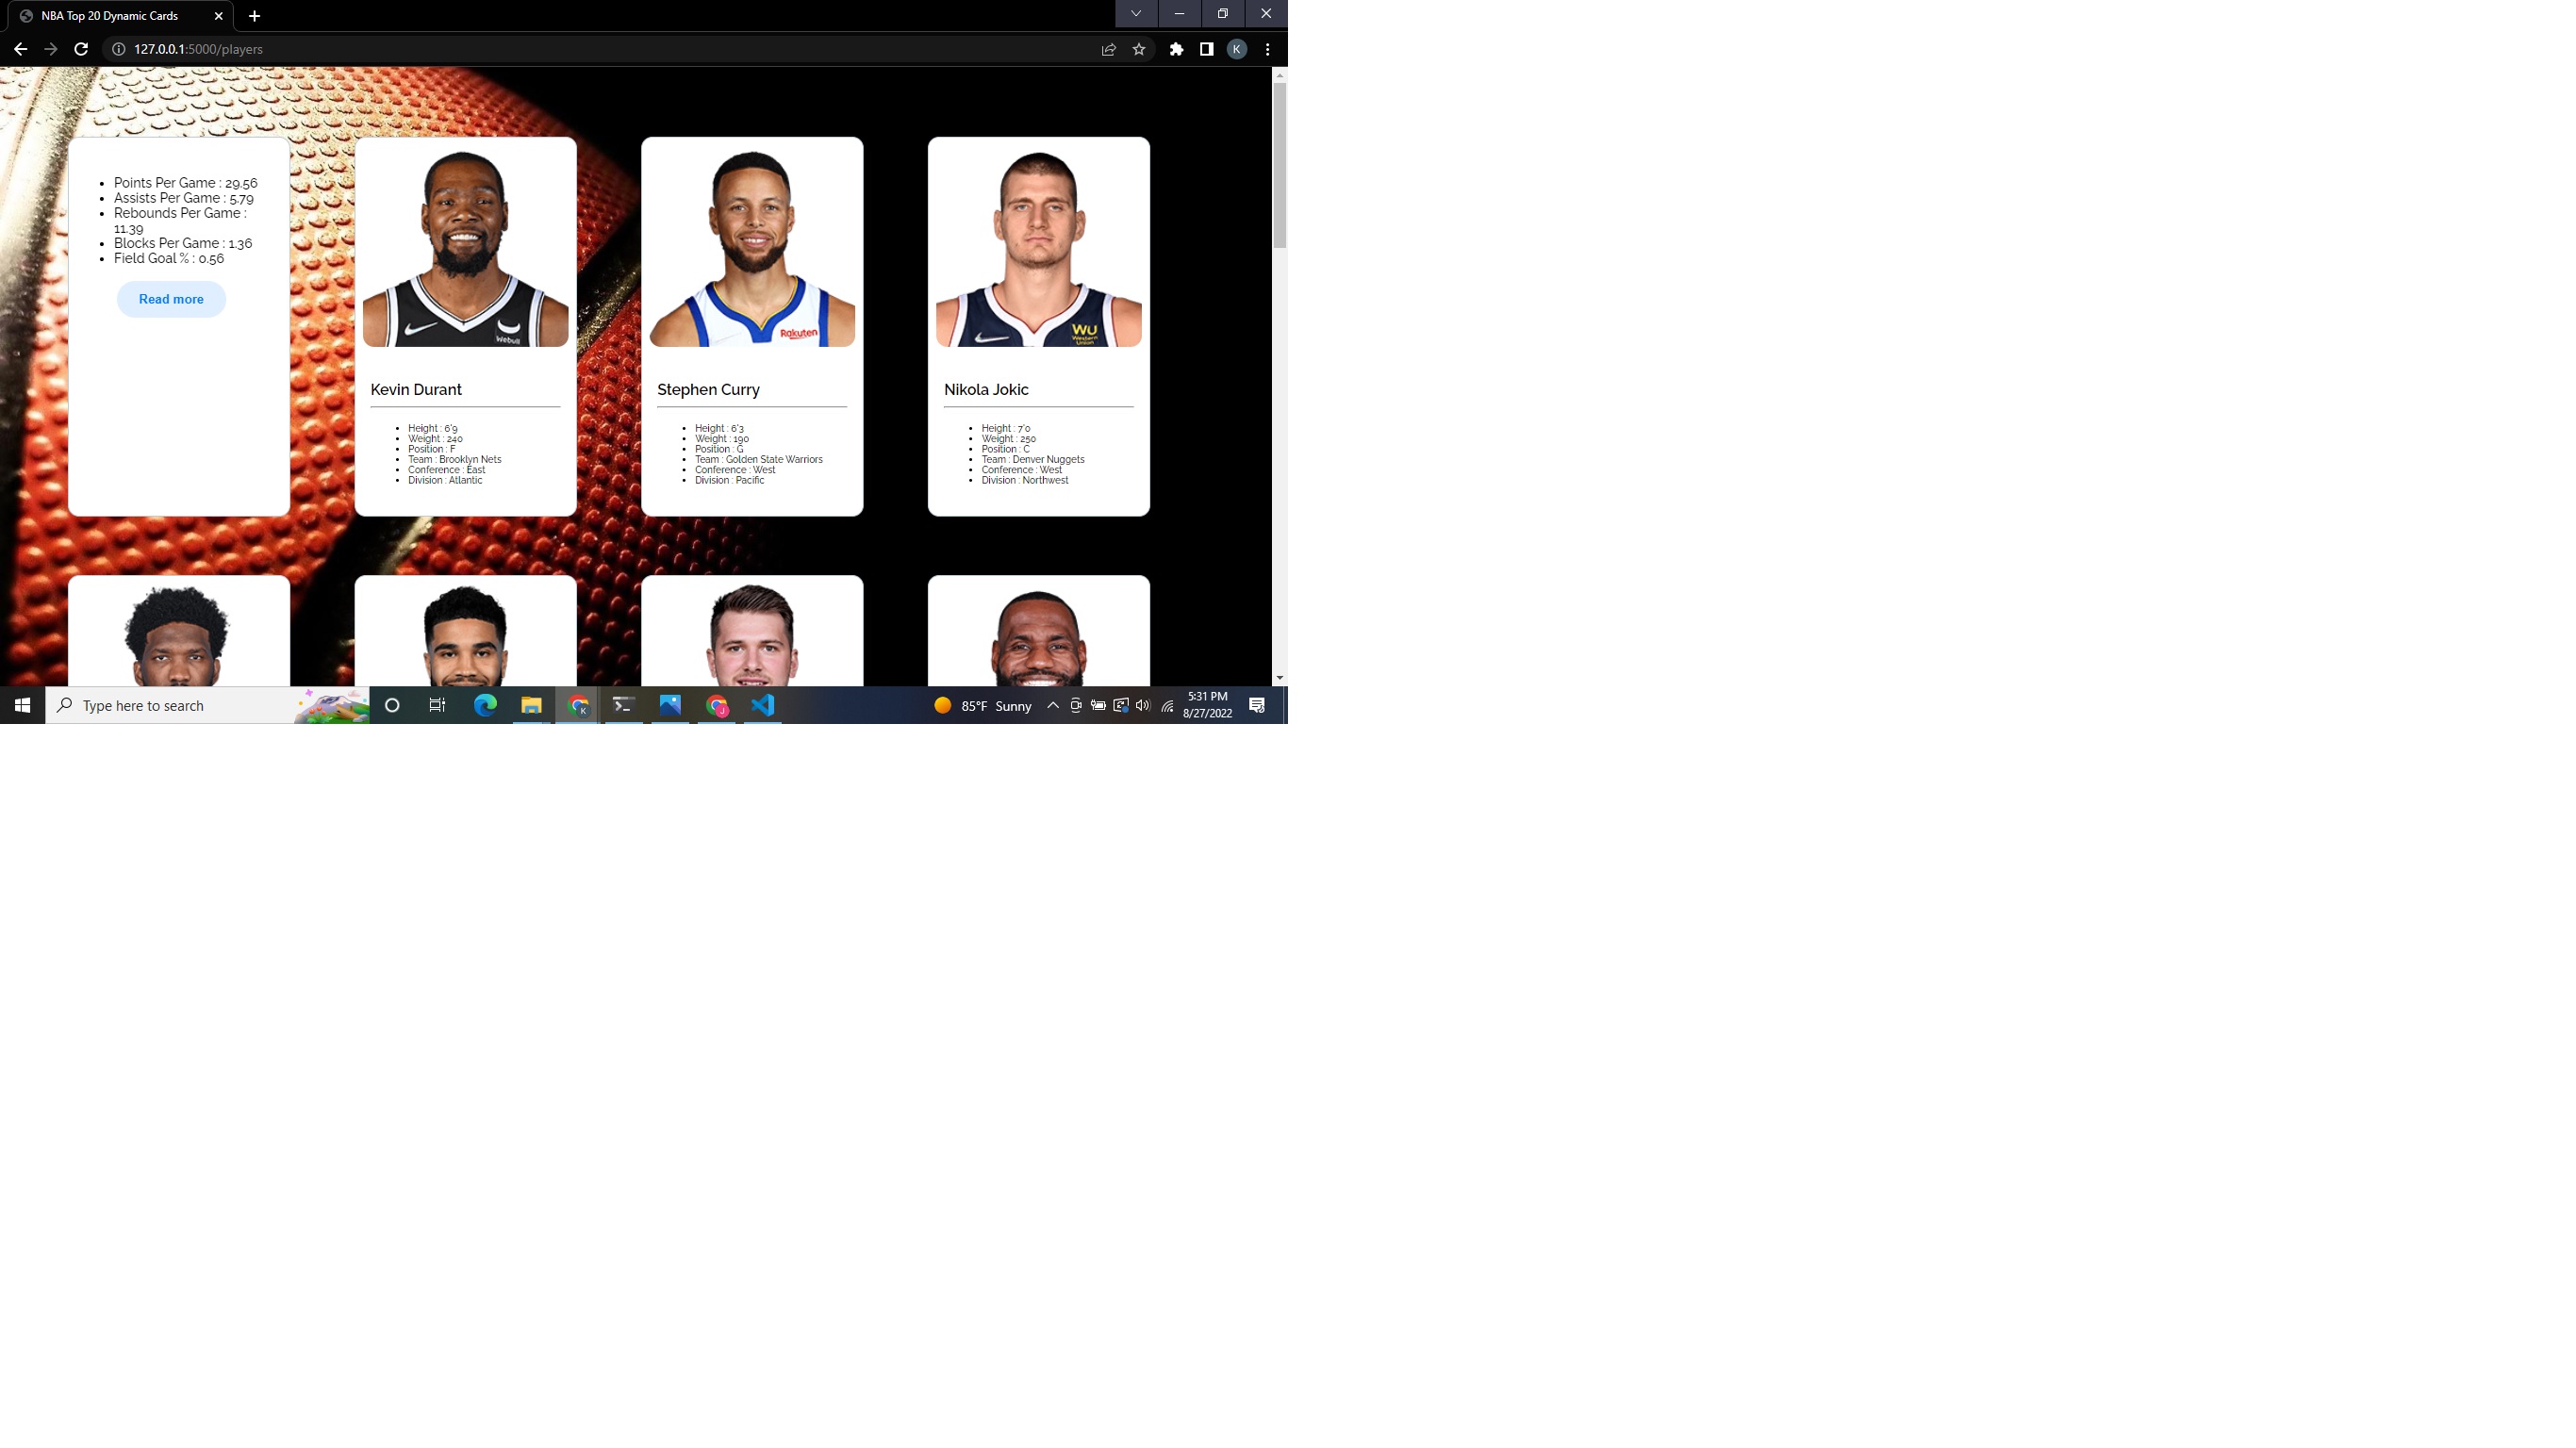 NBA Top 20 Dynamic Cards
127.0.0.1:5000/players
K
Points Per Game : 29.56
Assists Per Game : 5.79
Rebounds Per Game :
11.39
Blocks Per Game : 1.36
Field Goal % : 0.56
Read more
Webull
Kevin Durant
Height : 6'9
Weight : 240
Position : F
Team : Brooklyn Nets
Conference : East
Division : Atlantic
Rakuten
Stephen Curry
Height : 6'3
Weight : 190
Position : G
Team : Golden State Warriors
Conference : West
Division : Pacific
WU
Western
Union
Nikola Jokic
Height : 7'0
Weight : 250
Position : C
Team : Denver Nuggets
Conference : West
Division : Northwest
Type here to search
K
J
85°F Sunny
5:31 PM
8/27/2022